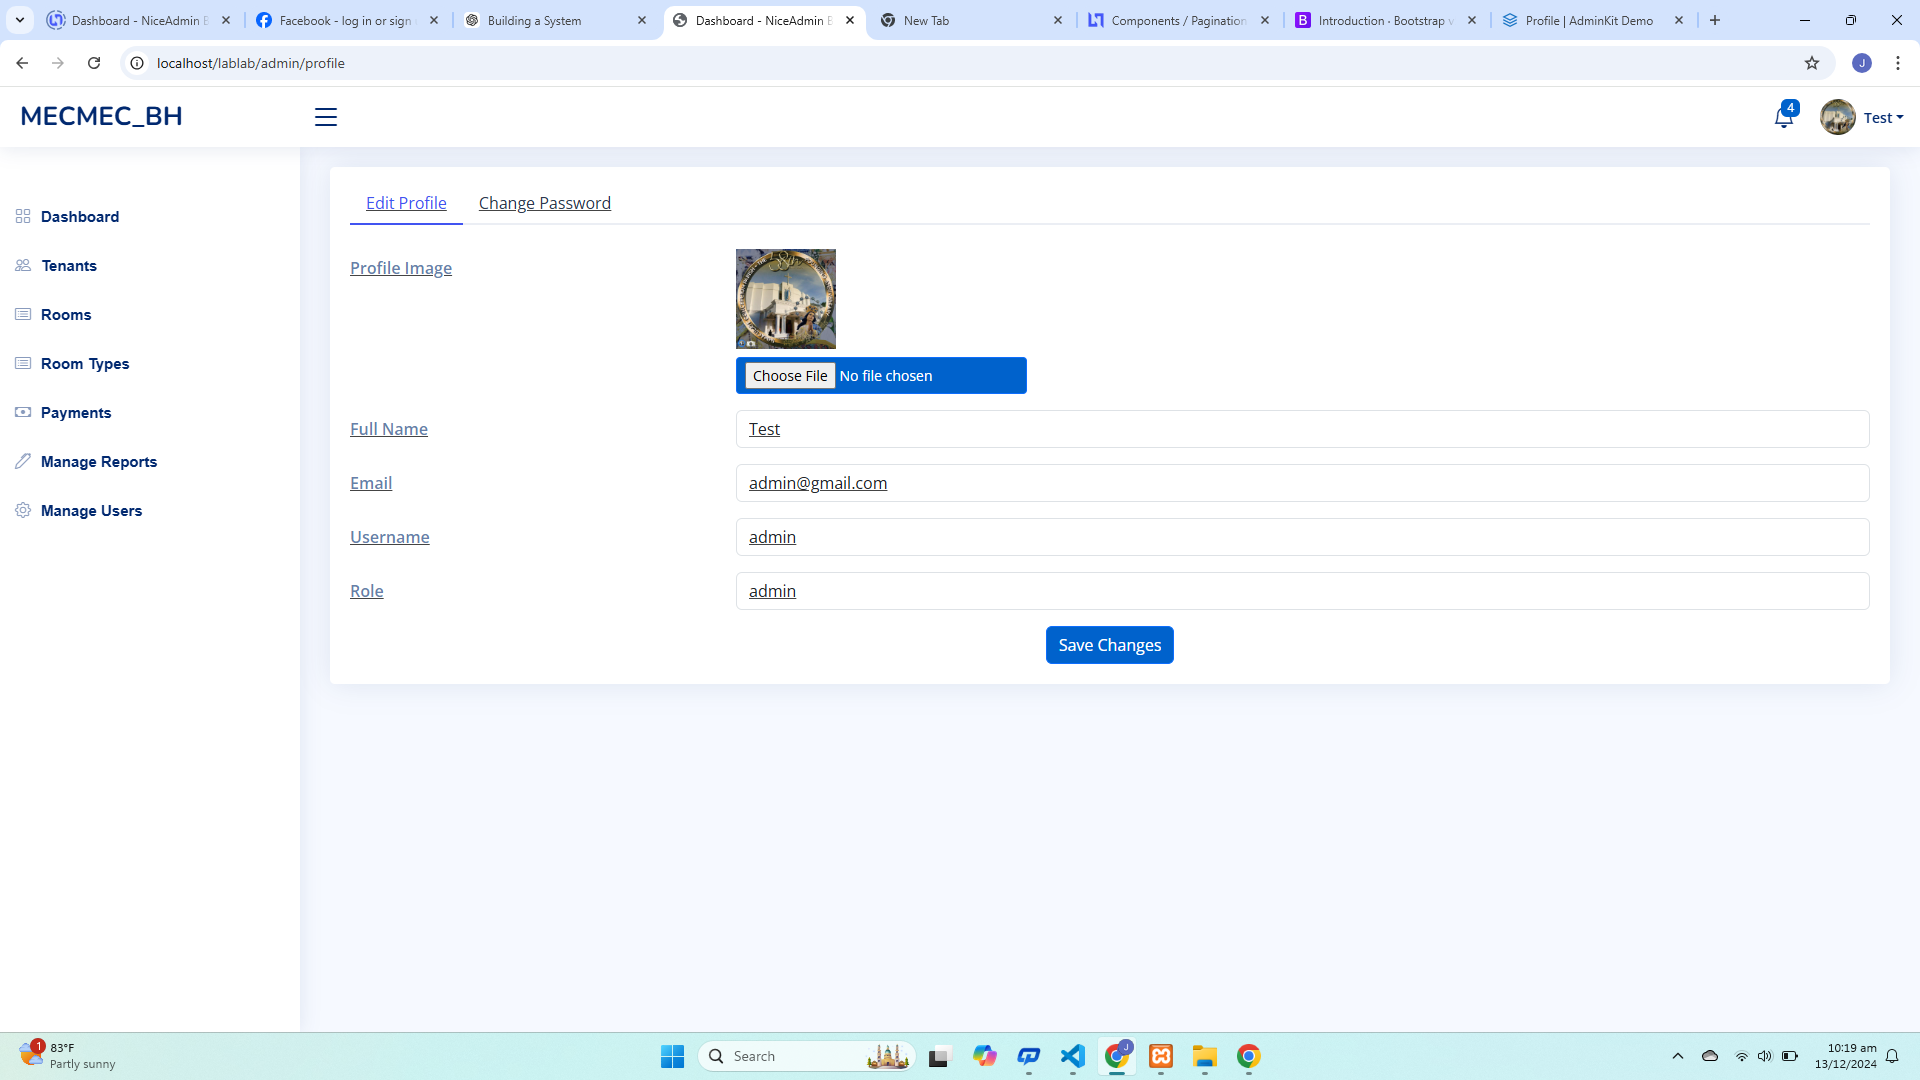 Dashboard - NiceAdmin B
Facebook - log in or sign
Building a System
Dashboard - NiceAdmin B
New Tab
Components / Pagination
Introduction · Bootstrap v
Profile | AdminKit Demo
localhost/lablab/admin/profile
J
MECMEC_BH
4
Test
Dashboard
Tenants
Rooms
Room Types
Payments
Manage Reports
Manage Users
Edit Profile
Change Password
Profile Image
Choose File No file chosen
Full Name
Test
Email
admin@gmail.com
Username
admin
Role
admin
Save Changes
1
83°F
Partly sunny
Search
J
10:19 am
13/12/2024